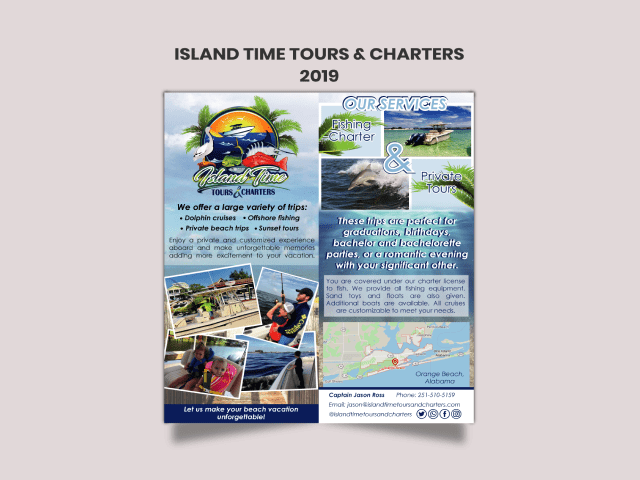 ISLAND TIME TOURS & CHARTERS
2019
Island Time
TOURS & CHARTERS
We offer a large variety of trips:
• Dolphin cruises • Offshore fishing
• Private beach trips • Sunset tours
Enjoy a private and customized experience
aboard and make unforgettable memories
adding more excitement to your vacation.
Let us make your beach vacation
unforgettable!
OUR SERVICES
Fishing
Charter
&
Private
Tours
These trips are perfect for
graduations, birthdays,
bachelor and bachelorette
parties, or a romantic evening
with your significant other.
You are covered under our charter license
to fish. We provide all fishing equipment.
Sand toys and floats are also given.
Additional boats are available. All cruises
are customizable to meet your needs.
Orange Beach,
Alabama
Captain Jason Ross Phone: 251-510-5159
Email: jason@islandtimetoursandcharters.com
@islandtimetoursandcharters